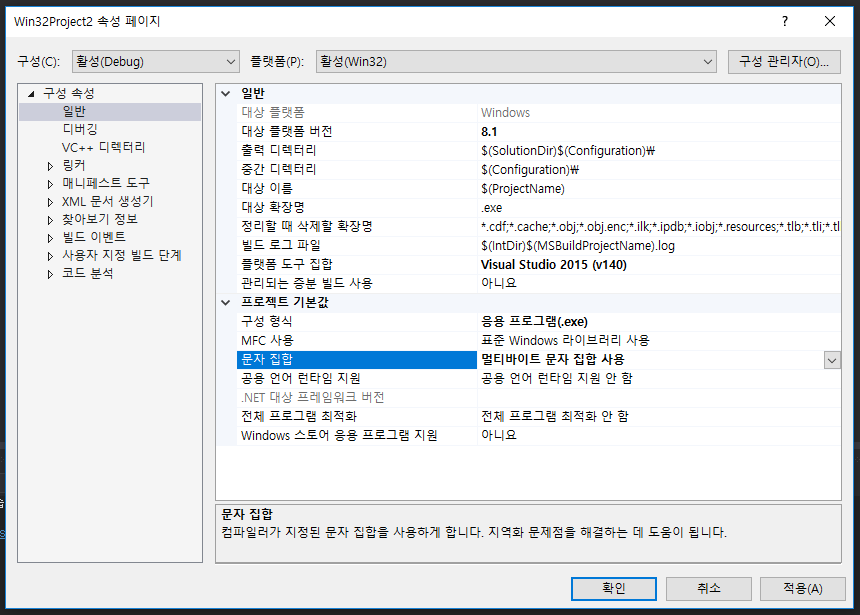 Win32Project2 속성 페이지
?
구성(C): 활성(Debug) 플랫폼(P): 활성(Win32) 구성 관리자(O)...
구성 속성
일반
디버깅
VC++ 디렉터리
링커
매니페스트 도구
XML 문서 생성기
찾아보기 정보
빌드 이벤트
사용자 지정 빌드 단계
코드 분석
일반
대상 플랫폼 Windows
대상 플랫폼 버전 8.1
출력 디렉터리 $(SolutionDir)$(Configuration)₩
중간 디렉터리 $(Configuration)₩
대상 이름 $(ProjectName)
대상 확장명 .exe
정리할 때 삭제할 확장명 *.cdf;*.cache;*.obj;*.obj.enc;*.ilk;*.ipdb;*.iobj;*.resources;*.tlb;*.tli;*.tl
빌드 로그 파일 $(IntDir)$(MSBuildProjectName).log
플랫폼 도구 집합 Visual Studio 2015 (v140)
관리되는 증분 빌드 사용 아니요
프로젝트 기본값
구성 형식 응용 프로그램(.exe)
MFC 사용 표준 Windows 라이브러리 사용
문자 집합 멀티바이트 문자 집합 사용
공용 언어 런타임 지원 공용 언어 런타임 지원 안 함
.NET 대상 프레임워크 버전
전체 프로그램 최적화 전체 프로그램 최적화 안 함
Windows 스토어 응용 프로그램 지원 아니요
문자 집합
컴파일러가 지정된 문자 집합을 사용하게 합니다. 지역화 문제점을 해결하는 데 도움이 됩니다.
확인 취소 적용(A)